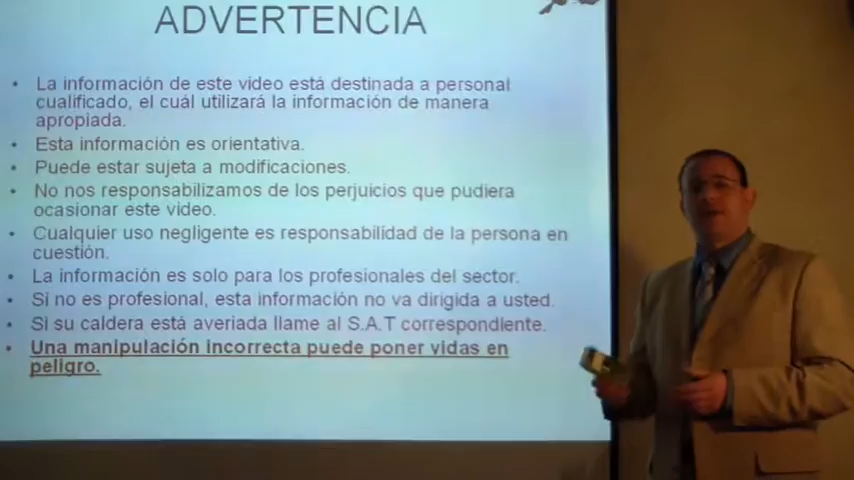 ADVERTENCIA
• La información de este video está destinada a personal
cualificado, el cuál utilizará la información de manera
apropiada.
• Esta información es orientativa.
• Puede estar sujeta a modificaciones.
• No nos responsabilizamos de los perjuicios que pudiera
ocasionar este video.
• Cualquier uso negligente es responsabilidad de la persona en
cuestión.
• La información es solo para los profesionales del sector.
• Si no es profesional, esta información no va dirigida a usted.
• Si su caldera está averiada llame al S.A.T correspondiente.
• Una manipulación incorrecta puede poner vidas en
peligro.